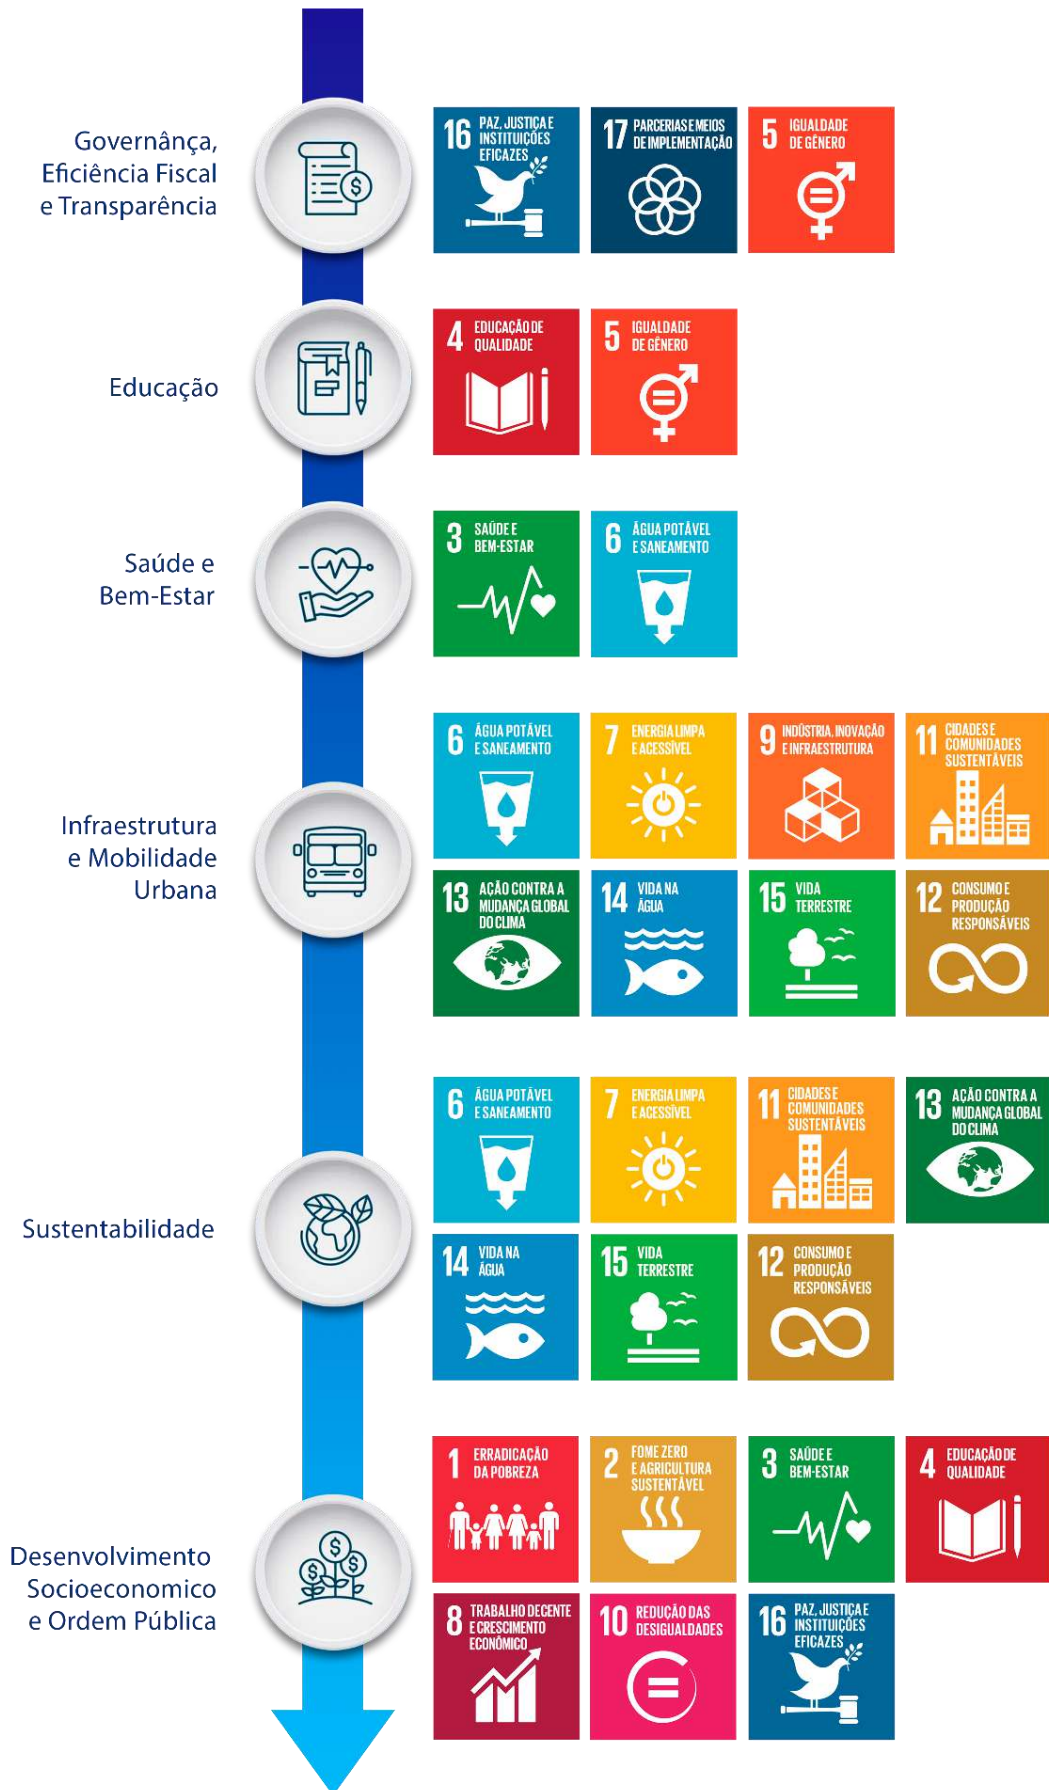 Governânça,
Eficiência Fiscal
e Transparência
16 PAZ, JUSTIÇA E
INSTITUIÇÕES
EFICAZES
17 PARCERIAS E MEIOS
DE IMPLEMENTAÇÃO
5 IGUALDADE
DE GÊNERO
Educação
4 EDUCAÇÃO DE
QUALIDADE
5 IGUALDADE
DE GÊNERO
Saúde e
Bem-Estar
3 SAÚDE E
BEM-ESTAR
6 ÁGUA POTÁVEL
E SANEAMENTO
Infraestrutura
e Mobilidade
Urbana
6 ÁGUA POTÁVEL
E SANEAMENTO
7 ENERGIA LIMPA
E ACESSÍVEL
9 INDÚSTRIA, INOVAÇÃO
E INFRAESTRUTURA
11 CIDADES E
COMUNIDADES
SUSTENTÁVEIS
13 AÇÃO CONTRA A
MUDANÇA GLOBAL
DO CLIMA
14 VIDA NA
ÁGUA
15 VIDA
TERRESTRE
12 CONSUMO E
PRODUÇÃO
RESPONSÁVEIS
Sustentabilidade
6 ÁGUA POTÁVEL
E SANEAMENTO
7 ENERGIA LIMPA
E ACESSÍVEL
11 CIDADES E
COMUNIDADES
SUSTENTÁVEIS
13 AÇÃO CONTRA A
MUDANÇA GLOBAL
DO CLIMA
14 VIDA NA
ÁGUA
15 VIDA
TERRESTRE
12 CONSUMO E
PRODUÇÃO
RESPONSÁVEIS
Desenvolvimento
Socioeconomico
e Ordem Pública
1 ERRADICAÇÃO
DA POBREZA
2 FOME ZERO
E AGRICULTURA
SUSTENTÁVEL
3 SAÚDE E
BEM-ESTAR
4 EDUCAÇÃO DE
QUALIDADE
8 TRABALHO DECENTE
E CRESCIMENTO
ECONÔMICO
10 REDUÇÃO DAS
DESIGUALDADES
16 PAZ, JUSTIÇA E
INSTITUIÇÕES
EFICAZES